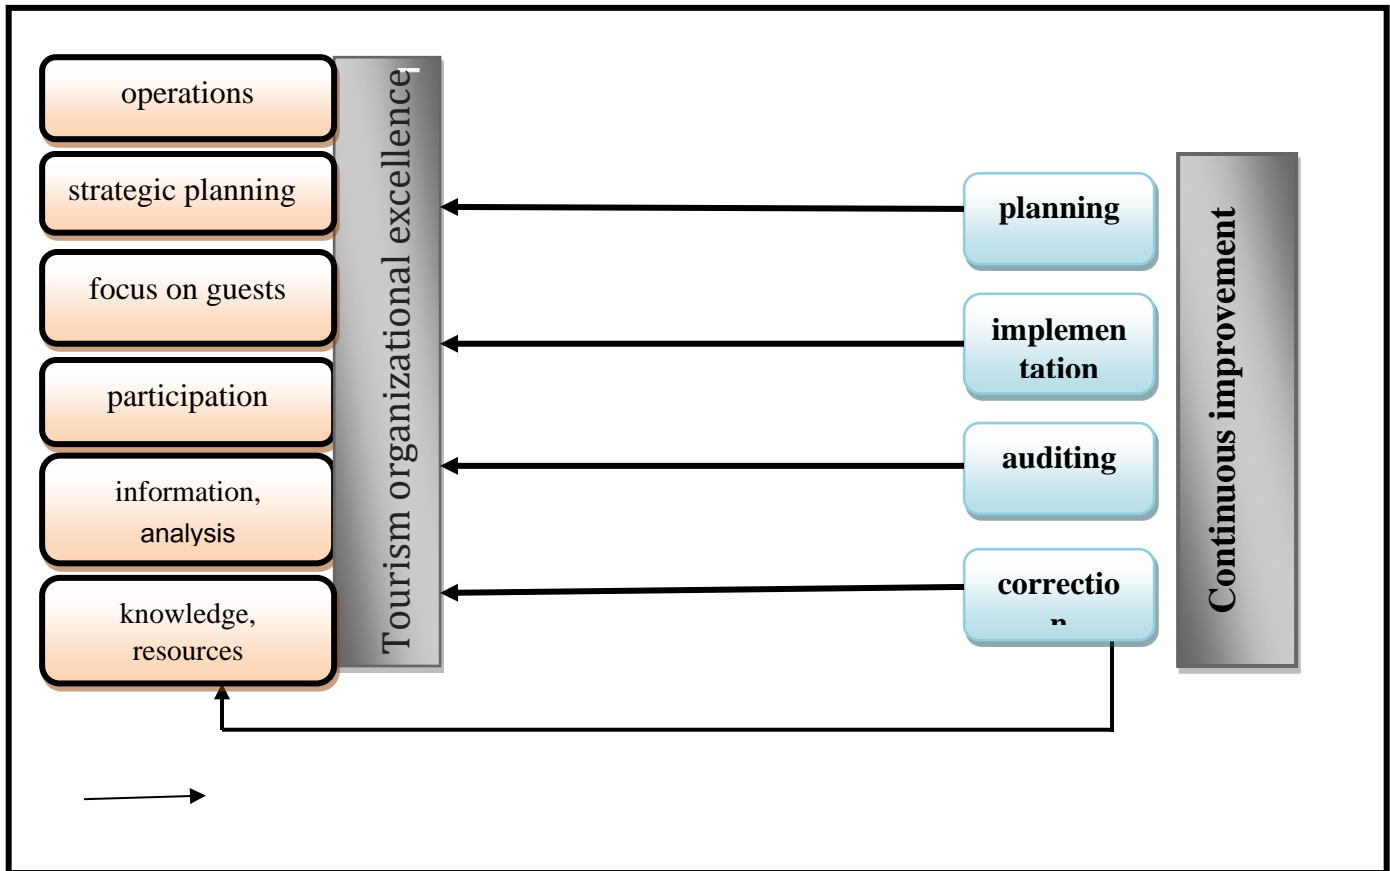 operations
strategic planning
focus on guests
participation
information,
analysis
knowledge,
resources
Tourism organizational excellence
planning
implemen
tation
auditing
correctio
n
Continuous improvement